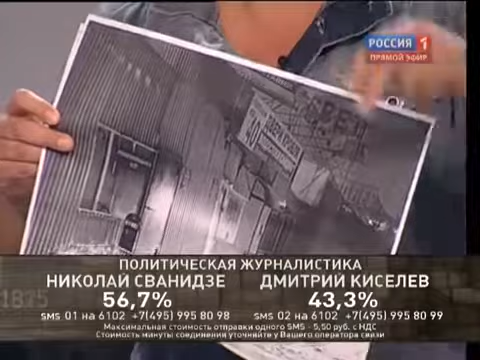 РОССИЯ 1
ПРЯМОЙ ЭФИР
ПОЛИТИЧЕСКАЯ ЖУРНАЛИСТИКА
НИКОЛАЙ СВАНИДЗЕ ДМИТРИЙ КИСЕЛЕВ
56,7% 43,3%
SMS 01 на 6102 +7(495) 995 80 98 SMS 02 на 6102 +7(495) 995 80 99
Максимальная стоимость отправки одного SMS - 5,50 руб. с НДС
Стоимость минуты соединения уточняйте у Вашего оператора связи